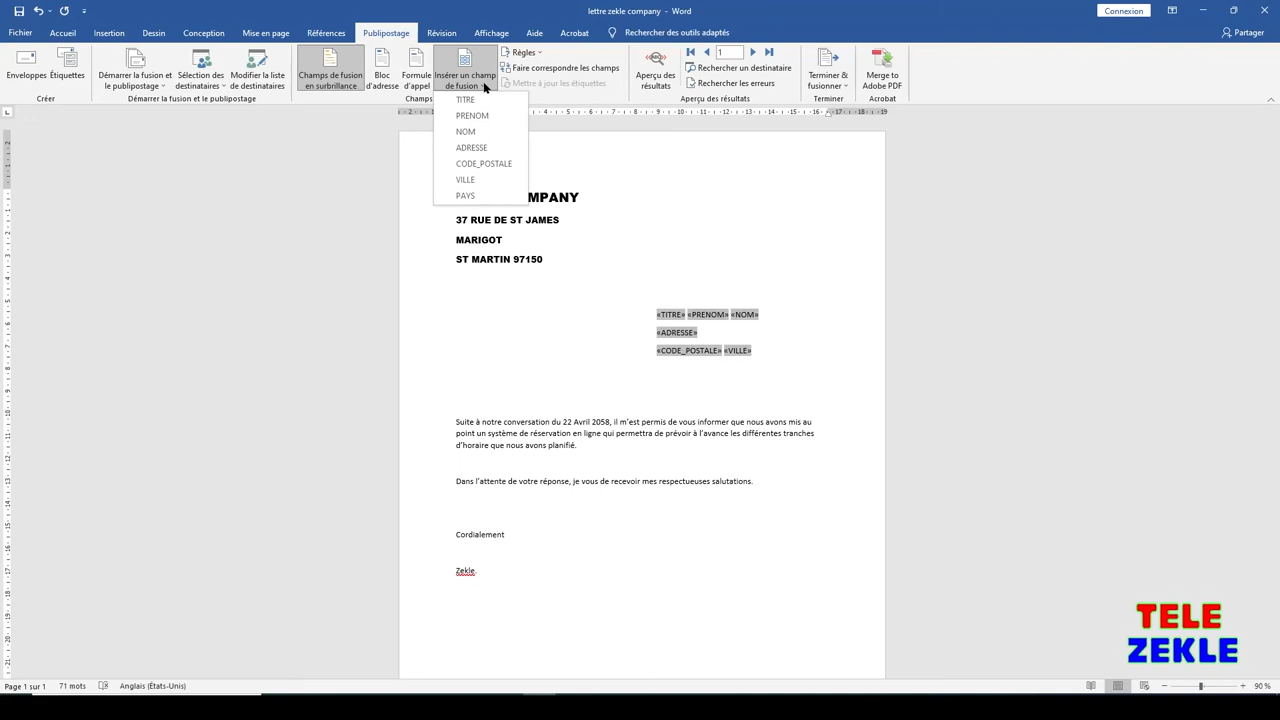 lettre zekle company - Word
Connexion
Fichier Accueil Insertion Dessin Conception Mise en page Références Publipostage Révision Affichage Aide Acrobat Rechercher des outils adaptés Partager
Enveloppes Étiquettes
Créer
Démarrer la fusion et le publipostage
Sélection des destinataires
Modifier la liste de destinataires
Démarrer la fusion et le publipostage
Champs de fusion en surbrillance
Bloc d'adresse
Formule d'appel
Insérer un champ de fusion
Règles
Faire correspondre les champs
Mettre à jour les étiquettes
Champs
Aperçu des résultats
1
Rechercher un destinataire
Rechercher les erreurs
Aperçu des résultats
Terminer & fusionner
Terminer
Merge to Adobe PDF
Acrobat
TITRE
PRENOM
NOM
ADRESSE
CODE_POSTALE
VILLE
PAYS
MPANY
37 RUE DE ST JAMES
MARIGOT
ST MARTIN 97150
«TITRE» «PRENOM» «NOM»
«ADRESSE»
«CODE_POSTALE» «VILLE»
Suite à notre conversation du 22 Avril 2058, il m'est permis de vous informer que nous avons mis au
point un système de réservation en ligne qui permettra de prévoir à l'avance les différentes tranches
d'horaire que nous avons planifié.
Dans l'attente de votre réponse, je vous de recevoir mes respectueuses salutations.
Cordialement
Zekle.
TELE
ZEKLE
Page 1 sur 1 71 mots Anglais (États-Unis) 90 %